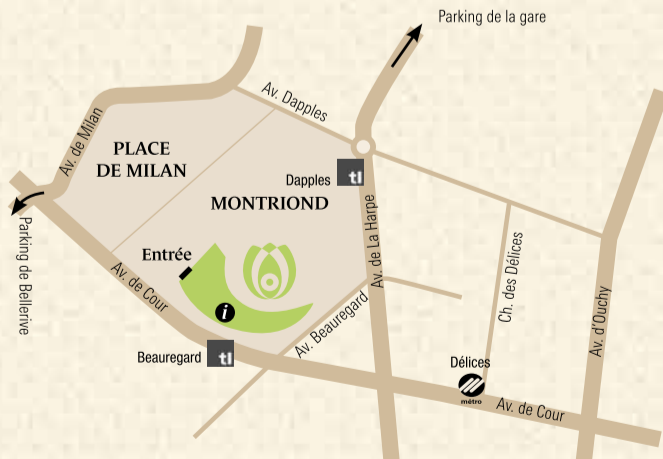 Parking de la gare
Av. Dapples
Av. de Milan
PLACE
DE MILAN
Dapples
tl
MONTRIOND
Av. de La Harpe
Parking de Bellerive
Entrée
Av. de Cour
i
Ch. des Délices
Av. d'Ouchy
Av. Beauregard
Beauregard
tl
Délices
métro
Av. de Cour